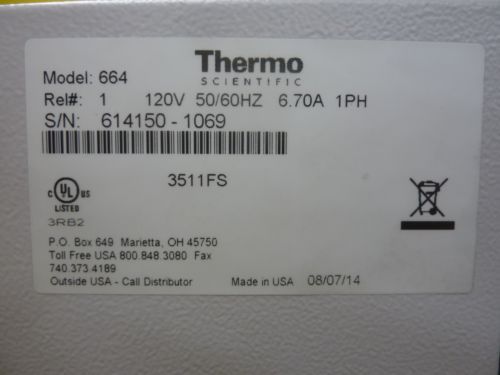 Thermo
SCIENTIFIC
Model: 664
Rel#: 1 120V 50/60HZ 6.70A 1PH
S/N: 614150 - 1069
3511FS
C UL US
LISTED
3RB2
P.O. Box 649 Marietta, OH 45750
Toll Free USA 800.848.3080 Fax
740.373.4189
Outside USA - Call Distributor Made in USA 08/07/14